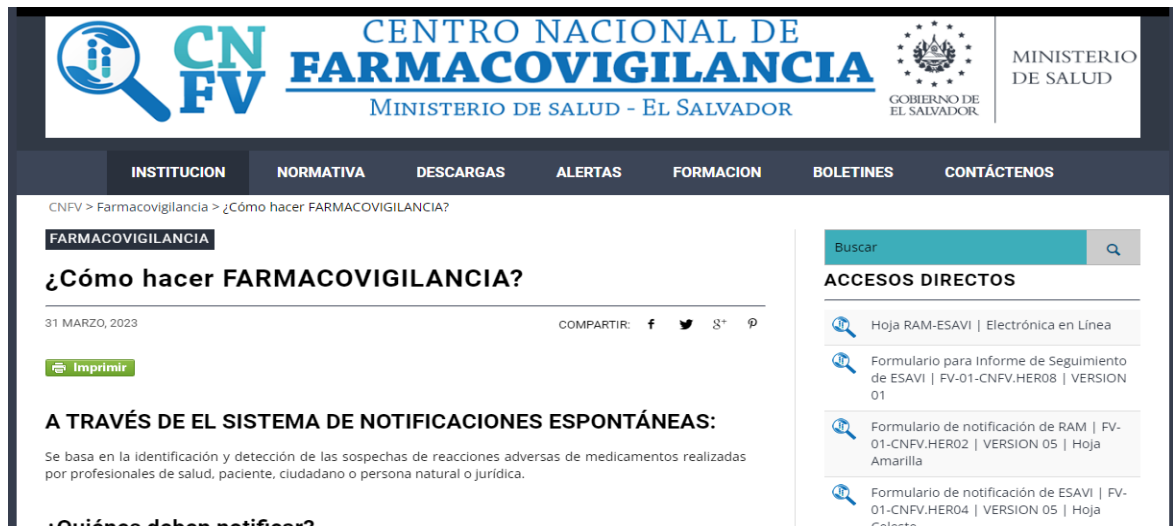 CN
FV
CENTRO NACIONAL DE
FARMACOVIGILANCIA
MINISTERIO DE SALUD - EL SALVADOR
GOBIERNO DE
EL SALVADOR
MINISTERIO
DE SALUD
INSTITUCION NORMATIVA DESCARGAS ALERTAS FORMACION BOLETINES CONTÁCTENOS
CNFV > Farmacovigilancia > ¿Cómo hacer FARMACOVIGILANCIA?
FARMACOVIGILANCIA
¿Cómo hacer FARMACOVIGILANCIA?
31 MARZO, 2023
COMPARTIR:
Imprimir
A TRAVÉS DE EL SISTEMA DE NOTIFICACIONES ESPONTÁNEAS:
Se basa en la identificación y detección de las sospechas de reacciones adversas de medicamentos realizadas
por profesionales de salud, paciente, ciudadano o persona natural o jurídica.
¿Quiénes deben notificar?
Buscar
ACCESOS DIRECTOS
Hoja RAM-ESAVI | Electrónica en Línea
Formulario para Informe de Seguimiento
de ESAVI | FV-01-CNFV.HER08 | VERSION
01
Formulario de notificación de RAM | FV-
01-CNFV.HER02 | VERSION 05 | Hoja
Amarilla
Formulario de notificación de ESAVI | FV-
01-CNFV.HER04 | VERSION 05 | Hoja
Celeste